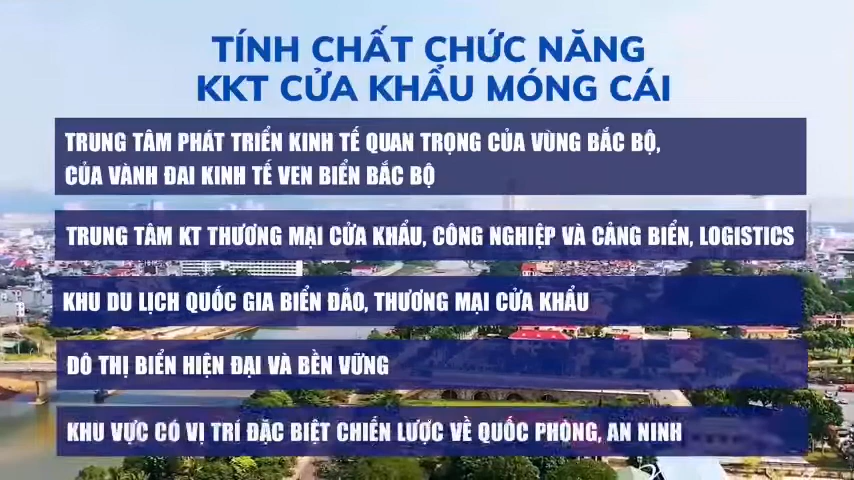 TÍNH CHẤT CHỨC NĂNG
KKT CỬA KHẨU MÓNG CÁI
TRUNG TÂM PHÁT TRIỂN KINH TẾ QUAN TRỌNG CỦA VÙNG BẮC BỘ,
CỦA VÀNH ĐAI KINH TẾ VEN BIỂN BẮC BỘ
TRUNG TÂM KT THƯƠNG MẠI CỬA KHẨU, CÔNG NGHIỆP VÀ CẢNG BIỂN, LOGISTICS
KHU DU LỊCH QUỐC GIA BIỂN ĐẢO, THƯƠNG MẠI CỬA KHẨU
ĐÔ THỊ BIỂN HIỆN ĐẠI VÀ BỀN VỮNG
KHU VỰC CÓ VỊ TRÍ ĐẶC BIỆT CHIẾN LƯỢC VỀ QUỐC PHÒNG, AN NINH